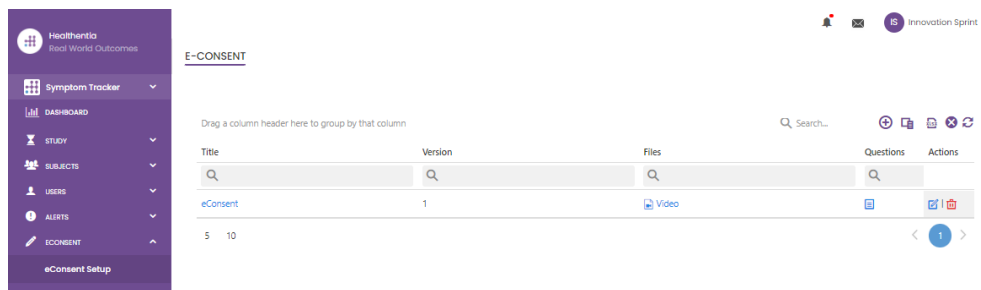 Healthentia
Real World Outcomes
IS Innovation Sprint
E-CONSENT
Symptom Tracker
DASHBOARD
STUDY
SUBJECTS
USERS
ALERTS
ECONSENT
eConsent Setup
Drag a column header here to group by that column
Search...
Title Version Files Questions Actions
eConsent 1 Video
5 10
1